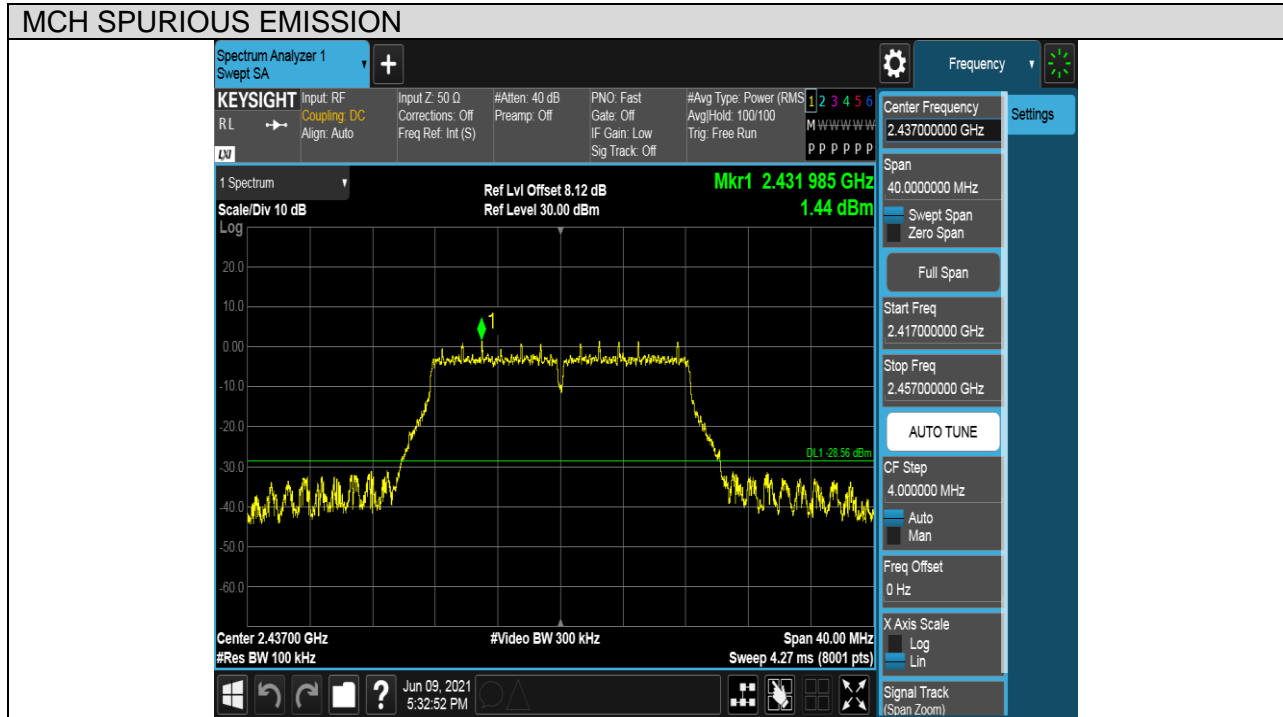 MCH SPURIOUS EMISSION
Spectrum Analyzer 1
Swept SA
+
Frequency
KEYSIGHT
RL
LXI
Input: RF
Coupling: DC
Align: Auto
Input Z: 50 Ω
Corrections: Off
Freq Ref: Int (S)
#Atten: 40 dB
Preamp: Off
PNO: Fast
Gate: Off
IF Gain: Low
Sig Track: Off
#Avg Type: Power (RMS
Avg|Hold: 100/100
Trig: Free Run
1 2 3 4 5 6
M W W W W W
P P P P P P
1 Spectrum
Scale/Div 10 dB
Log
Ref Lvl Offset 8.12 dB
Ref Level 30.00 dBm
Mkr1 2.431 985 GHz
1.44 dBm
20.0
10.0
0.00
-10.0
-20.0
-30.0
-40.0
-50.0
-60.0
1
DL1 -28.56 dBm
Center 2.43700 GHz
#Res BW 100 kHz
#Video BW 300 kHz
Span 40.00 MHz
Sweep 4.27 ms (8001 pts)
?
Jun 09, 2021
5:32:52 PM
Center Frequency
2.437000000 GHz
Settings
Span
40.0000000 MHz
Swept Span
Zero Span
Full Span
Start Freq
2.417000000 GHz
Stop Freq
2.457000000 GHz
AUTO TUNE
CF Step
4.000000 MHz
Auto
Man
Freq Offset
0 Hz
X Axis Scale
Log
Lin
Signal Track
(Span Zoom)